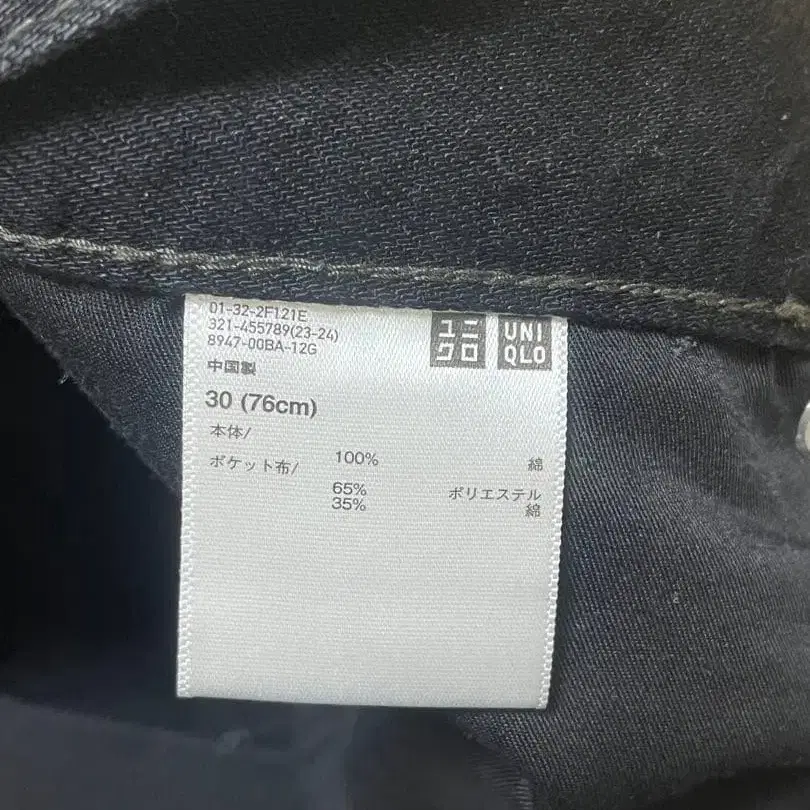 01-32-2F121E
321-455789(23-24)
8947-00BA-12G
ユニ
クロ
UNI
QLO
中国製
30 (76cm)
本体/
100% 綿
ポケット布/
65% ポリエステル
35% 綿